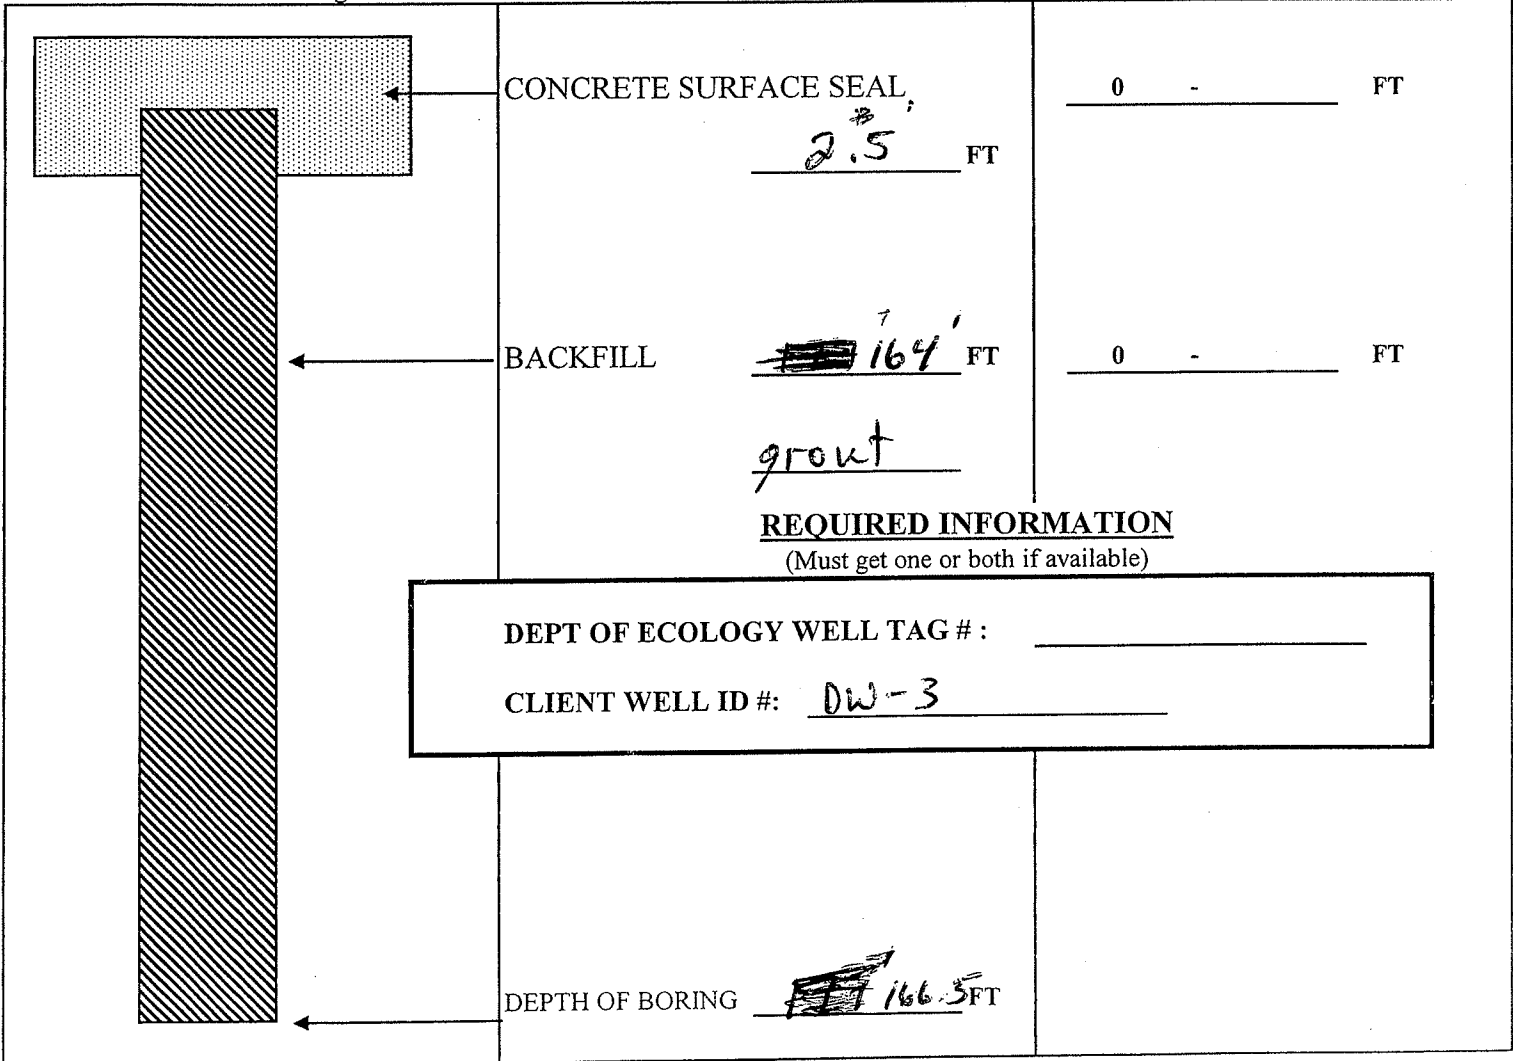 CONCRETE SURFACE SEAL 0 - FT
2.5 FT
BACKFILL 164' FT 0 - FT
grout
REQUIRED INFORMATION
(Must get one or both if available)
DEPT OF ECOLOGY WELL TAG # :
CLIENT WELL ID #: DW-3
DEPTH OF BORING 166.5 FT